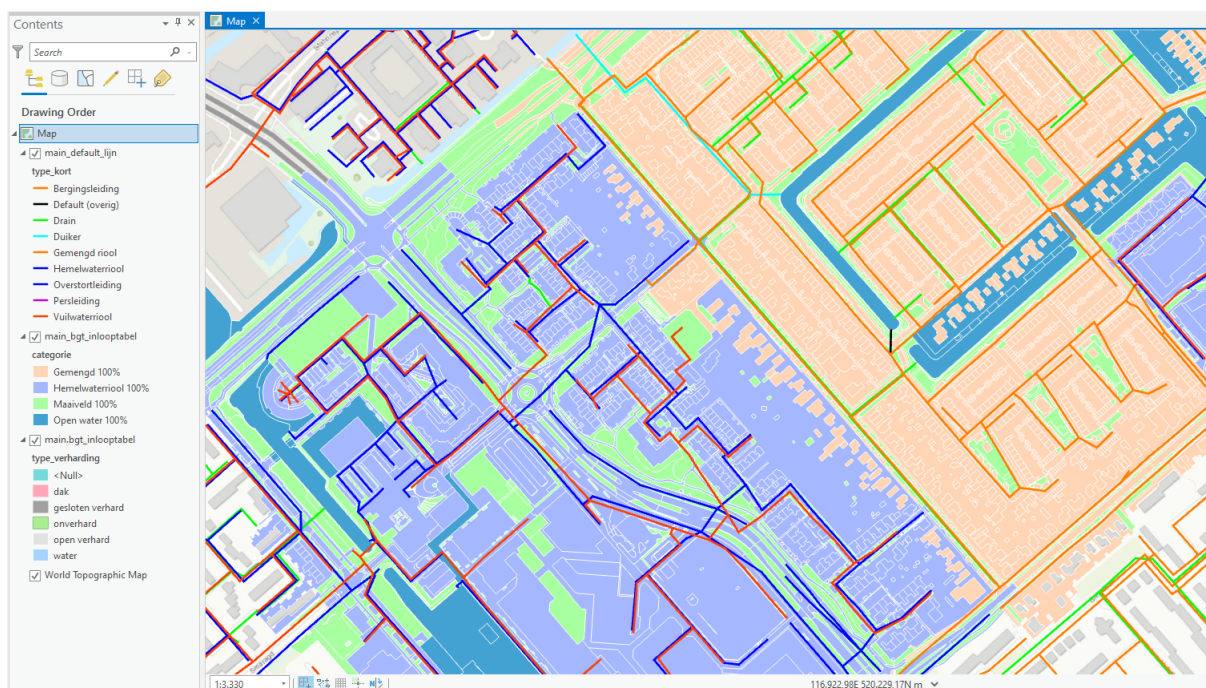 Contents
Map
Search
Drawing Order
Map
main_default_lijn
type_kort
Bergingsleiding
Default (overig)
Drain
Duiker
Gemengd riool
Hemelwaterriool
Overstortleiding
Persleiding
Vuilwaterriool
main_bgt_inlooptabel
categorie
Gemengd 100%
Hemelwaterriool 100%
Maaiveld 100%
Open water 100%
main.bgt_inlooptabel
type_verharding
<Null>
dak
gesloten verhard
onverhard
open verhard
water
World Topographic Map
1:3.330
116.922,98E 520.229,17N m